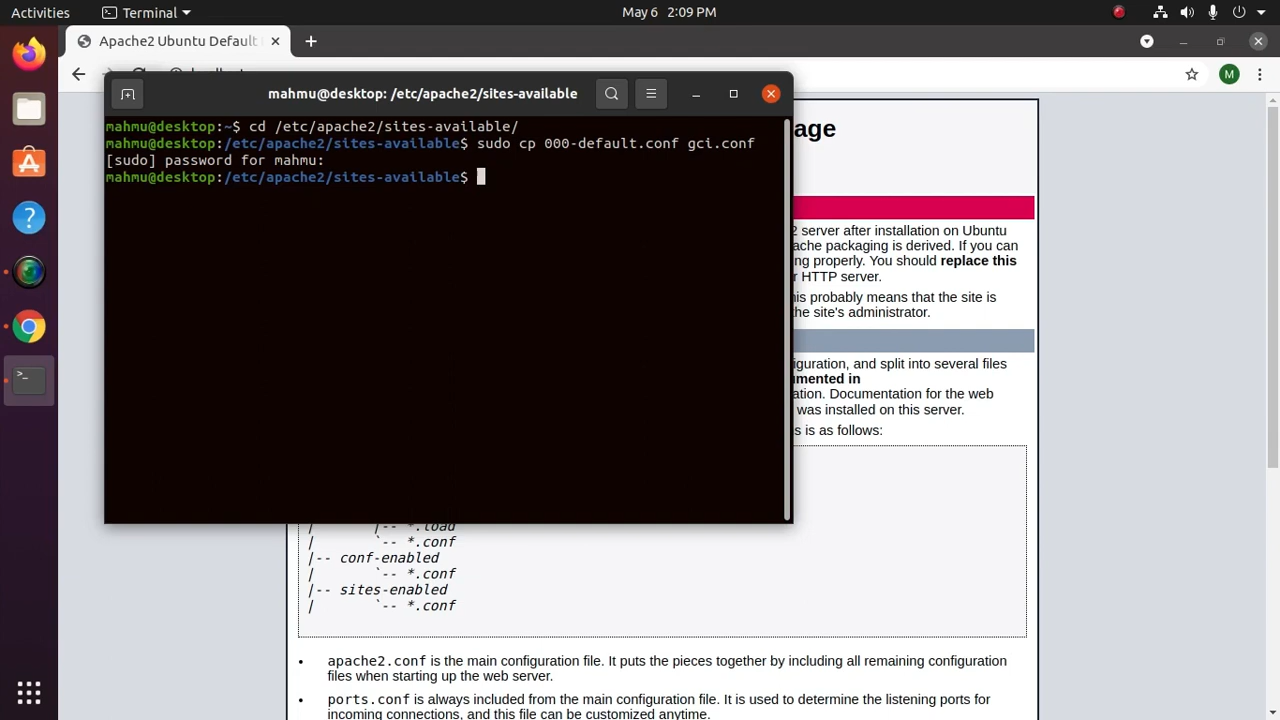 Activities
Terminal
May 6 2:09 PM
Apache2 Ubuntu Default
M
mahmu@desktop: /etc/apache2/sites-available
mahmu@desktop:~$ cd /etc/apache2/sites-available/
mahmu@desktop:/etc/apache2/sites-available$ sudo cp 000-default.conf gci.conf
[sudo] password for mahmu:
mahmu@desktop:/etc/apache2/sites-available$
age
2 server after installation on Ubuntu
ache packaging is derived. If you can
ng properly. You should replace this
r HTTP server.
his probably means that the site is
the site's administrator.
iguration, and split into several files
umented in
ation. Documentation for the web
was installed on this server.
s is as follows:
| |-- *.load
| `-- *.conf
|-- conf-enabled
| `-- *.conf
|-- sites-enabled
| `-- *.conf
• apache2.conf is the main configuration file. It puts the pieces together by including all remaining configuration
files when starting up the web server.
• ports.conf is always included from the main configuration file. It is used to determine the listening ports for
incoming connections, and this file can be customized anytime.